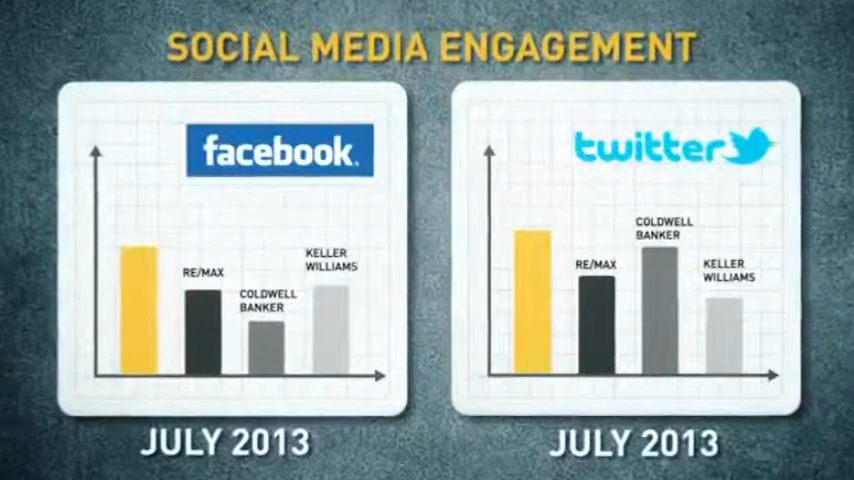 SOCIAL MEDIA ENGAGEMENT
facebook.
RE/MAX
COLDWELL
BANKER
KELLER
WILLIAMS
JULY 2013
twitter
RE/MAX
COLDWELL
BANKER
KELLER
WILLIAMS
JULY 2013